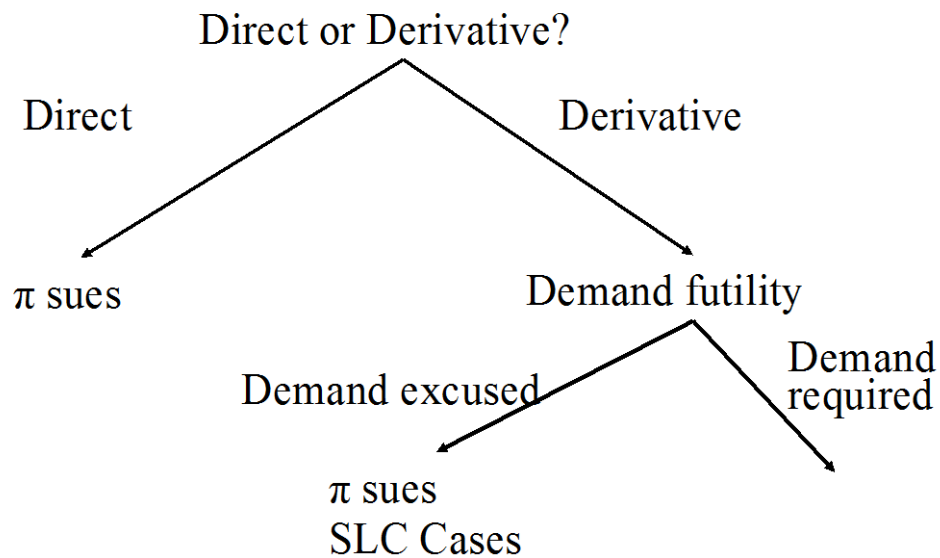 Direct or Derivative?
Direct
Derivative
π sues
Demand futility
Demand excused
Demand
required
π sues
SLC Cases